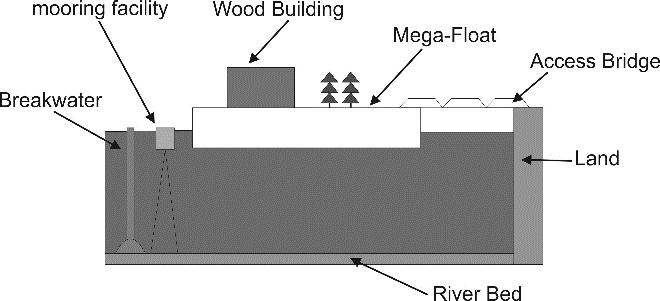 mooring facility
Wood Building
Mega-Float
Access Bridge
Breakwater
Land
River Bed